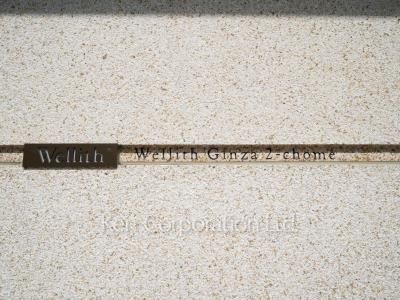 Wellith Wellith Ginza 2-chome
Ken Corporation Ltd.